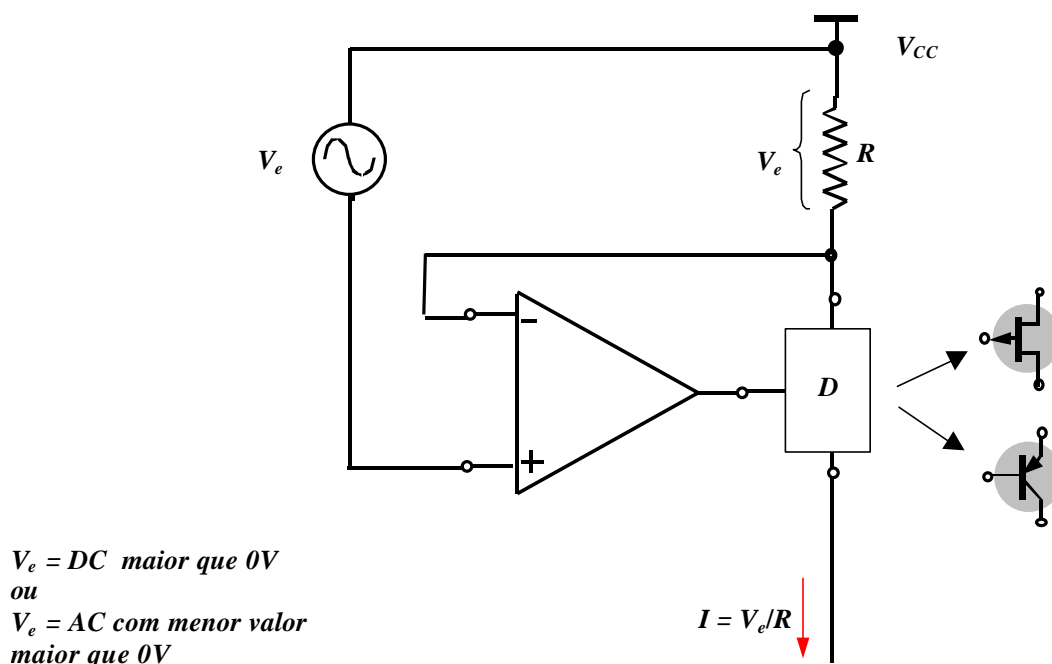 V_CC
V_e
V_e
R
−
D
+
V_e = DC maior que 0V
ou
V_e = AC com menor valor
maior que 0V
I = V_e/R